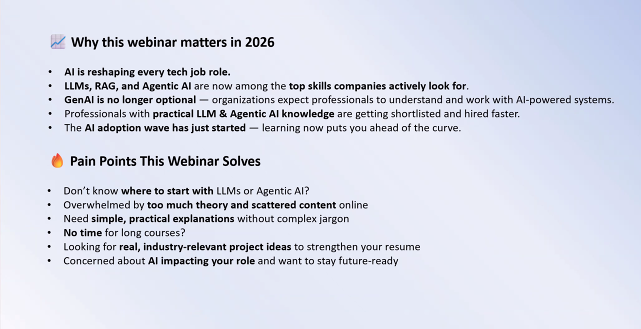 Why this webinar matters in 2026
• AI is reshaping every tech job role.
• LLMs, RAG, and Agentic AI are now among the top skills companies actively look for.
• GenAI is no longer optional — organizations expect professionals to understand and work with AI-powered systems.
• Professionals with practical LLM & Agentic AI knowledge are getting shortlisted and hired faster.
• The AI adoption wave has just started — learning now puts you ahead of the curve.
Pain Points This Webinar Solves
• Don't know where to start with LLMs or Agentic AI?
• Overwhelmed by too much theory and scattered content online
• Need simple, practical explanations without complex jargon
• No time for long courses?
• Looking for real, industry-relevant project ideas to strengthen your resume
• Concerned about AI impacting your role and want to stay future-ready